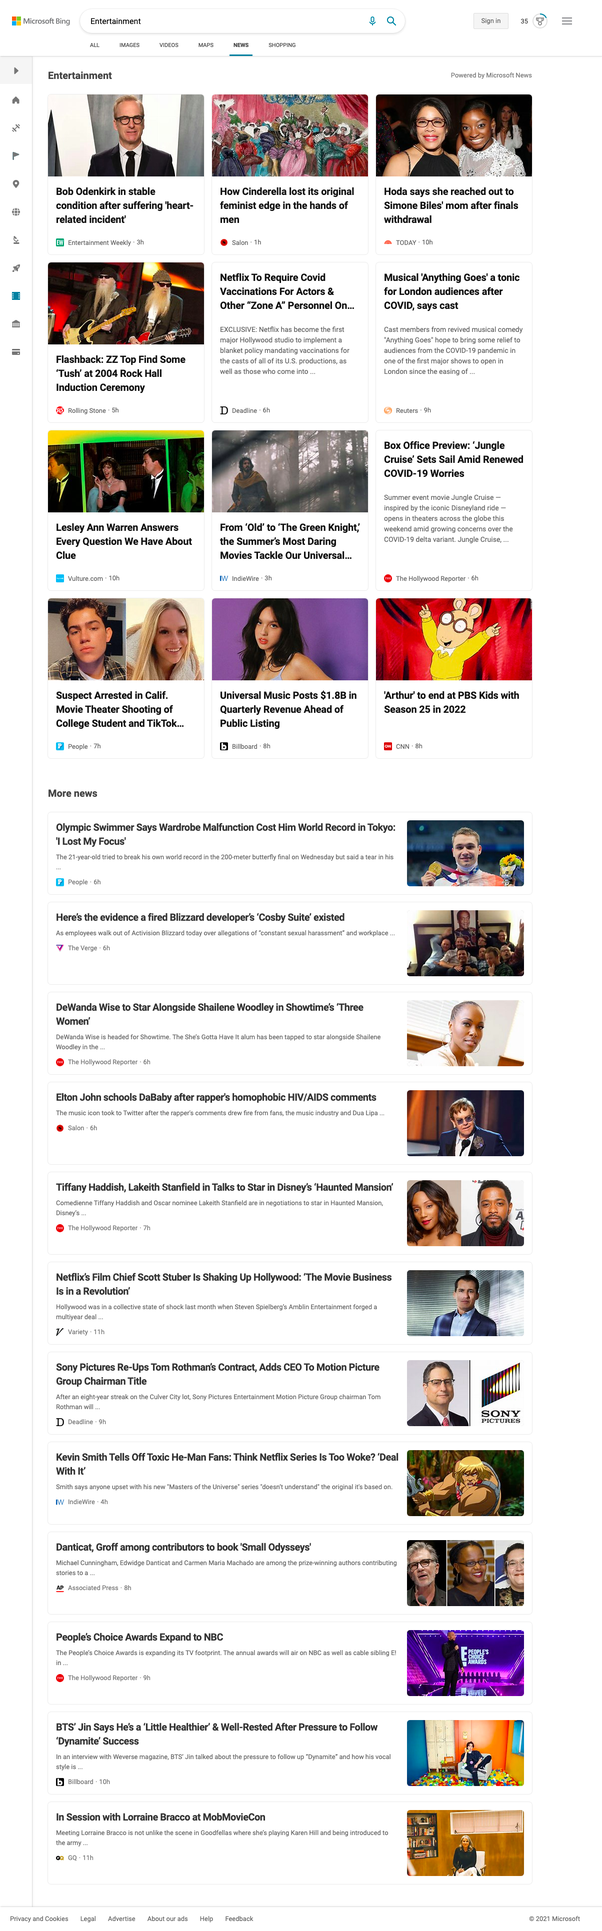 Microsoft Bing
Entertainment
Sign in
35
ALL
IMAGES
VIDEOS
MAPS
NEWS
SHOPPING
Entertainment
Powered by Microsoft News
Bob Odenkirk in stable
condition after suffering 'heart-
related incident'
Entertainment Weekly · 3h
How Cinderella lost its original
feminist edge in the hands of
men
Salon · 1h
Hoda says she reached out to
Simone Biles' mom after finals
withdrawal
TODAY · 10h
Flashback: ZZ Top Find Some
‘Tush’ at 2004 Rock Hall
Induction Ceremony
Rolling Stone · 5h
Netflix To Require Covid
Vaccinations For Actors &
Other “Zone A” Personnel On...
EXCLUSIVE: Netflix has become the first
major Hollywood studio to implement a
blanket policy mandating vaccinations for
the casts of all of its U.S. productions, as
well as those who come into ...
Deadline · 6h
Musical 'Anything Goes' a tonic
for London audiences after
COVID, says cast
Cast members from revived musical comedy
"Anything Goes" hope to bring some relief to
audiences from the COVID-19 pandemic in
one of the first major shows to open in
London since the easing of ...
Reuters · 9h
Lesley Ann Warren Answers
Every Question We Have About
Clue
Vulture.com · 10h
From ‘Old’ to ‘The Green Knight,’
the Summer’s Most Daring
Movies Tackle Our Universal...
IndieWire · 3h
Box Office Preview: ‘Jungle
Cruise’ Sets Sail Amid Renewed
COVID-19 Worries
Summer event movie Jungle Cruise —
inspired by the iconic Disneyland ride —
opens in theaters across the globe this
weekend amid growing concerns over the
COVID-19 delta variant. Jungle Cruise, ...
The Hollywood Reporter · 6h
Suspect Arrested in Calif.
Movie Theater Shooting of
College Student and TikTok...
People · 7h
Universal Music Posts $1.8B in
Quarterly Revenue Ahead of
Public Listing
Billboard · 8h
'Arthur' to end at PBS Kids with
Season 25 in 2022
CNN · 8h
More news
Olympic Swimmer Says Wardrobe Malfunction Cost Him World Record in Tokyo:
'I Lost My Focus'
The 21-year-old tried to break his own world record in the 200-meter butterfly final on Wednesday but said a tear in his
...
People · 6h
Here’s the evidence a fired Blizzard developer’s ‘Cosby Suite’ existed
As employees walk out of Activision Blizzard today over allegations of “constant sexual harassment” and workplace ...
The Verge · 6h
DeWanda Wise to Star Alongside Shailene Woodley in Showtime’s ‘Three
Women’
DeWanda Wise is headed for Showtime. The She's Gotta Have It alum has been tapped to star alongside Shailene
Woodley in the ...
The Hollywood Reporter · 6h
Elton John schools DaBaby after rapper's homophobic HIV/AIDS comments
The music icon took to Twitter after the rapper's comments drew fire from fans, the music industry and Dua Lipa ...
Salon · 6h
Tiffany Haddish, Lakeith Stanfield in Talks to Star in Disney’s ‘Haunted Mansion’
Comedienne Tiffany Haddish and Oscar nominee Lakeith Stanfield are in negotiations to star in Haunted Mansion,
Disney's ...
The Hollywood Reporter · 7h
Netflix’s Film Chief Scott Stuber Is Shaking Up Hollywood: ‘The Movie Business
Is in a Revolution’
Hollywood was in a collective state of shock last month when Steven Spielberg's Amblin Entertainment forged a
multiyear deal ...
Variety · 11h
Sony Pictures Re-Ups Tom Rothman’s Contract, Adds CEO To Motion Picture
Group Chairman Title
After an eight-year streak on the Culver City lot, Sony Pictures Entertainment Motion Picture Group chairman Tom
Rothman will ...
Deadline · 9h
SONY
PICTURES
Kevin Smith Tells Off Toxic He-Man Fans: Think Netflix Series Is Too Woke? ‘Deal
With It’
Smith says anyone upset with his new "Masters of the Universe" series "doesn't understand" the original it's based on.
IndieWire · 4h
Danticat, Groff among contributors to book 'Small Odysseys'
Michael Cunningham, Edwidge Danticat and Carmen Maria Machado are among the prize-winning authors contributing
stories to a ...
AP Associated Press · 8h
People’s Choice Awards Expand to NBC
The People's Choice Awards is expanding its TV footprint. The annual awards will air on NBC as well as cable sibling E!
in ...
The Hollywood Reporter · 9h
E PEOPLE'S
CHOICE
AWARDS
BTS’ Jin Says He’s a ‘Little Healthier’ & Well-Rested After Pressure to Follow
‘Dynamite’ Success
In an interview with Weverse magazine, BTS' Jin talked about the pressure to follow up "Dynamite" and how his vocal
style is ...
Billboard · 10h
In Session with Lorraine Bracco at MobMovieCon
Meeting Lorraine Bracco is not unlike the scene in Goodfellas where she's playing Karen Hill and being introduced to
the army ...
GQ · 11h
Privacy and Cookies
Legal
Advertise
About our ads
Help
Feedback
© 2021 Microsoft